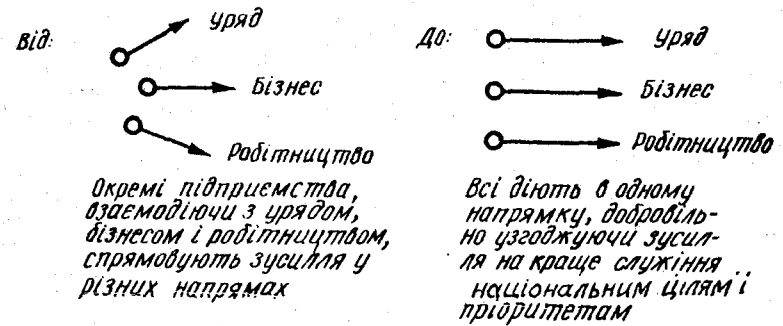 Від:
уряд
Бізнес
Робітництво
Окремі підприємства,
взаємодіючи з урядом,
бізнесом і робітництвом,
спрямовують зусилля у
різних напрямах
До:
Уряд
Бізнес
Робітництво
Всі діють в одному
напрямку, добровіль-
но узгоджуючи зусил-
ля на краще служіння
національним цілям і
пріоритетам